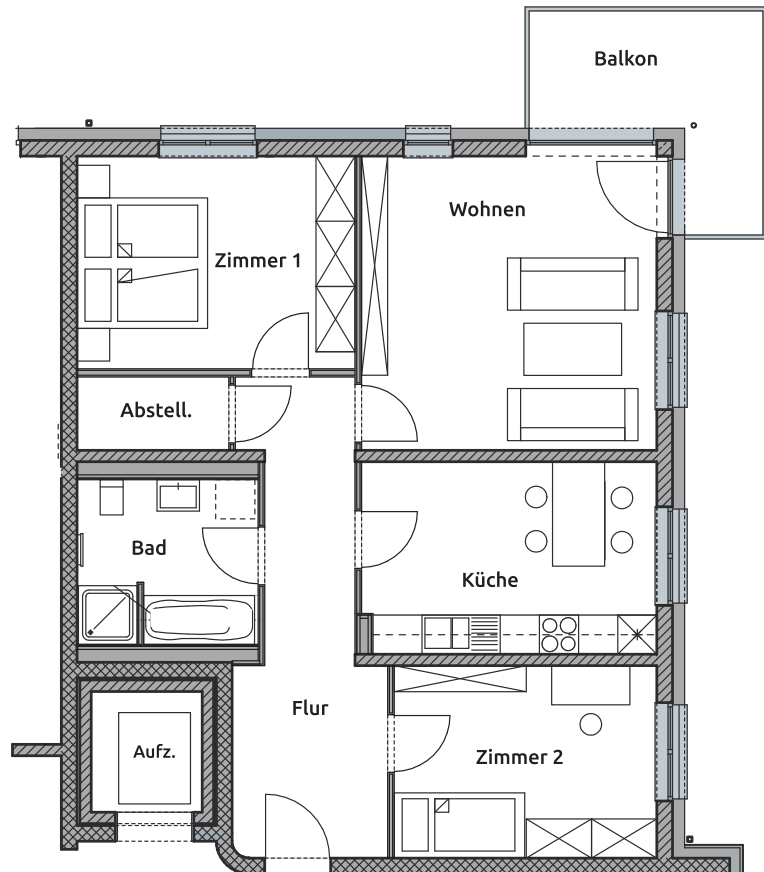 Balkon
Wohnen
Zimmer 1
Abstell.
Bad
Küche
Flur
Aufz.
Zimmer 2